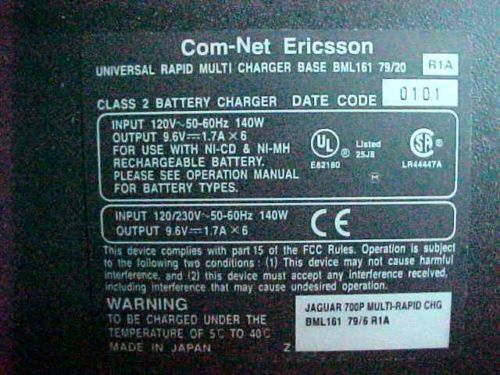 Com-Net Ericsson
UNIVERSAL RAPID MULTI CHARGER BASE BML161 79/20 R1A
CLASS 2 BATTERY CHARGER DATE CODE 0101
INPUT 120V~50-60Hz 140W
OUTPUT 9.6V⎓1.7A×6
FOR USE WITH NI-CD & NI-MH
RECHARGEABLE BATTERY.
PLEASE SEE OPERATION MANUAL
FOR BATTERY TYPES.
UL ® Listed
25J8
E82180
SA ®
LR44447A
INPUT 120/230V~50-60Hz 140W
OUTPUT 9.6V⎓1.7A×6
CE
This device complies with part 15 of the FCC Rules. Operation is subject
to the following two conditions : (1) This device may not cause harmful
interference, and (2) this device must accept any interference received,
including interference that may cause undesired operation.
WARNING
TO BE CHARGED UNDER THE
TEMPERATURE OF 5℃ TO 40℃
MADE IN JAPAN Z
JAGUAR 700P MULTI-RAPID CHG
BML161 79/6 R1A